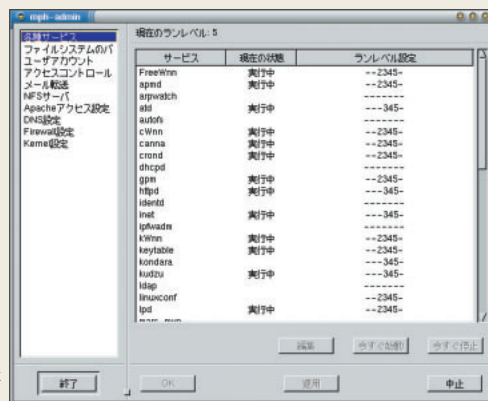 mph-admin
各種サービス
ファイルシステムのパ
ユーザアカウント
アクセスコントロール
メール転送
NFSサーバ
Apacheアクセス設定
DNS設定
Firewall設定
Kernel設定
終了
現在のランレベル: 5
サービス 現在の状態 ランレベル設定
FreeWnn 実行中 --2345-
apmd 実行中 --2345-
arpwatch -------
atd 実行中 ---345-
autofs -------
cWnn 実行中 --2345-
canna 実行中 --2345-
crond 実行中 --2345-
dhcpd -------
gpm 実行中 --2345-
httpd 実行中 ---345-
identd -------
inet 実行中 ---345-
ipfwadm -------
kWnn 実行中 --2345-
keytable 実行中 --2345-
kondara ---345-
kudzu 実行中 ---345-
ldap -------
linuxconf --2345-
lpd 実行中 --2345-
編集 今すぐ始動 今すぐ停止
OK 適用 中止